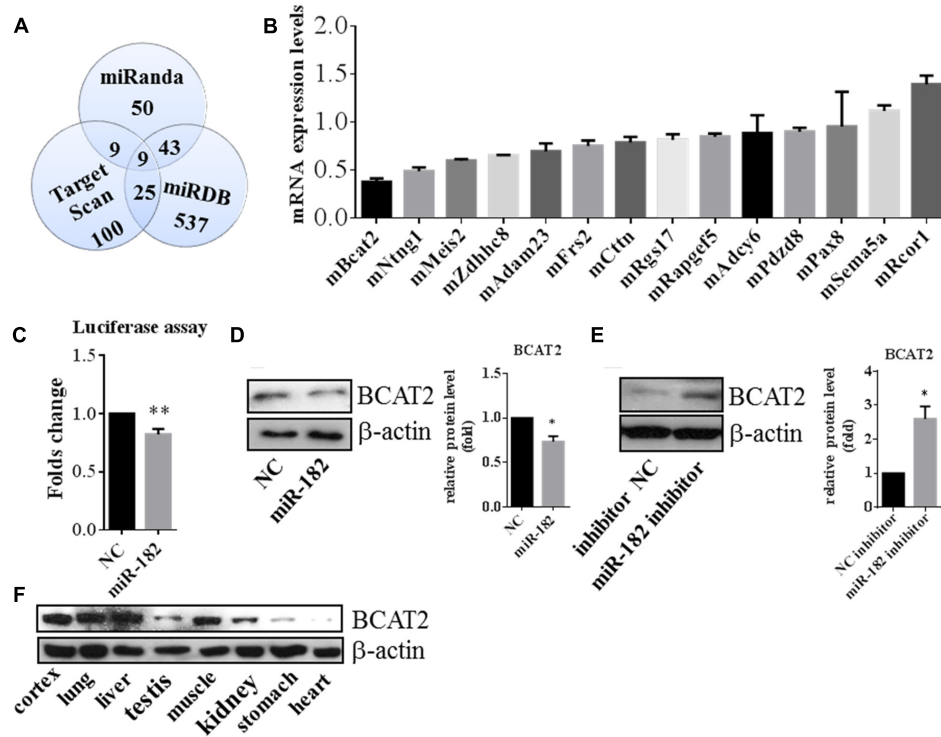 A
miRanda
50
9
9
43
25
Target
Scan
100
miRDB
537
B
mRNA expression levels
2.0
1.5
1.0
0.5
0.0
mBcat2
mNtng1
mMeis2
mZdhhc8
mAdam23
mFrs2
mCttn
mRgs17
mRapgef5
mAdcy6
mPdzd8
mPax8
mSema5a
mRcor1
C
Luciferase assay
Folds change
1.5
1.0
0.5
0.0
**
NC
miR-182
D
BCAT2
β-actin
NC
miR-182
BCAT2
relative protein level
(fold)
1.5
1.0
0.5
0.0
*
NC
miR-182
E
BCAT2
β-actin
inhibitor NC
miR-182 inhibitor
BCAT2
relative protein level
(fold)
4
3
2
1
0
*
NC inhibitor
miR-182 inhibitor
F
BCAT2
β-actin
cortex
lung
liver
testis
muscle
kidney
stomach
heart